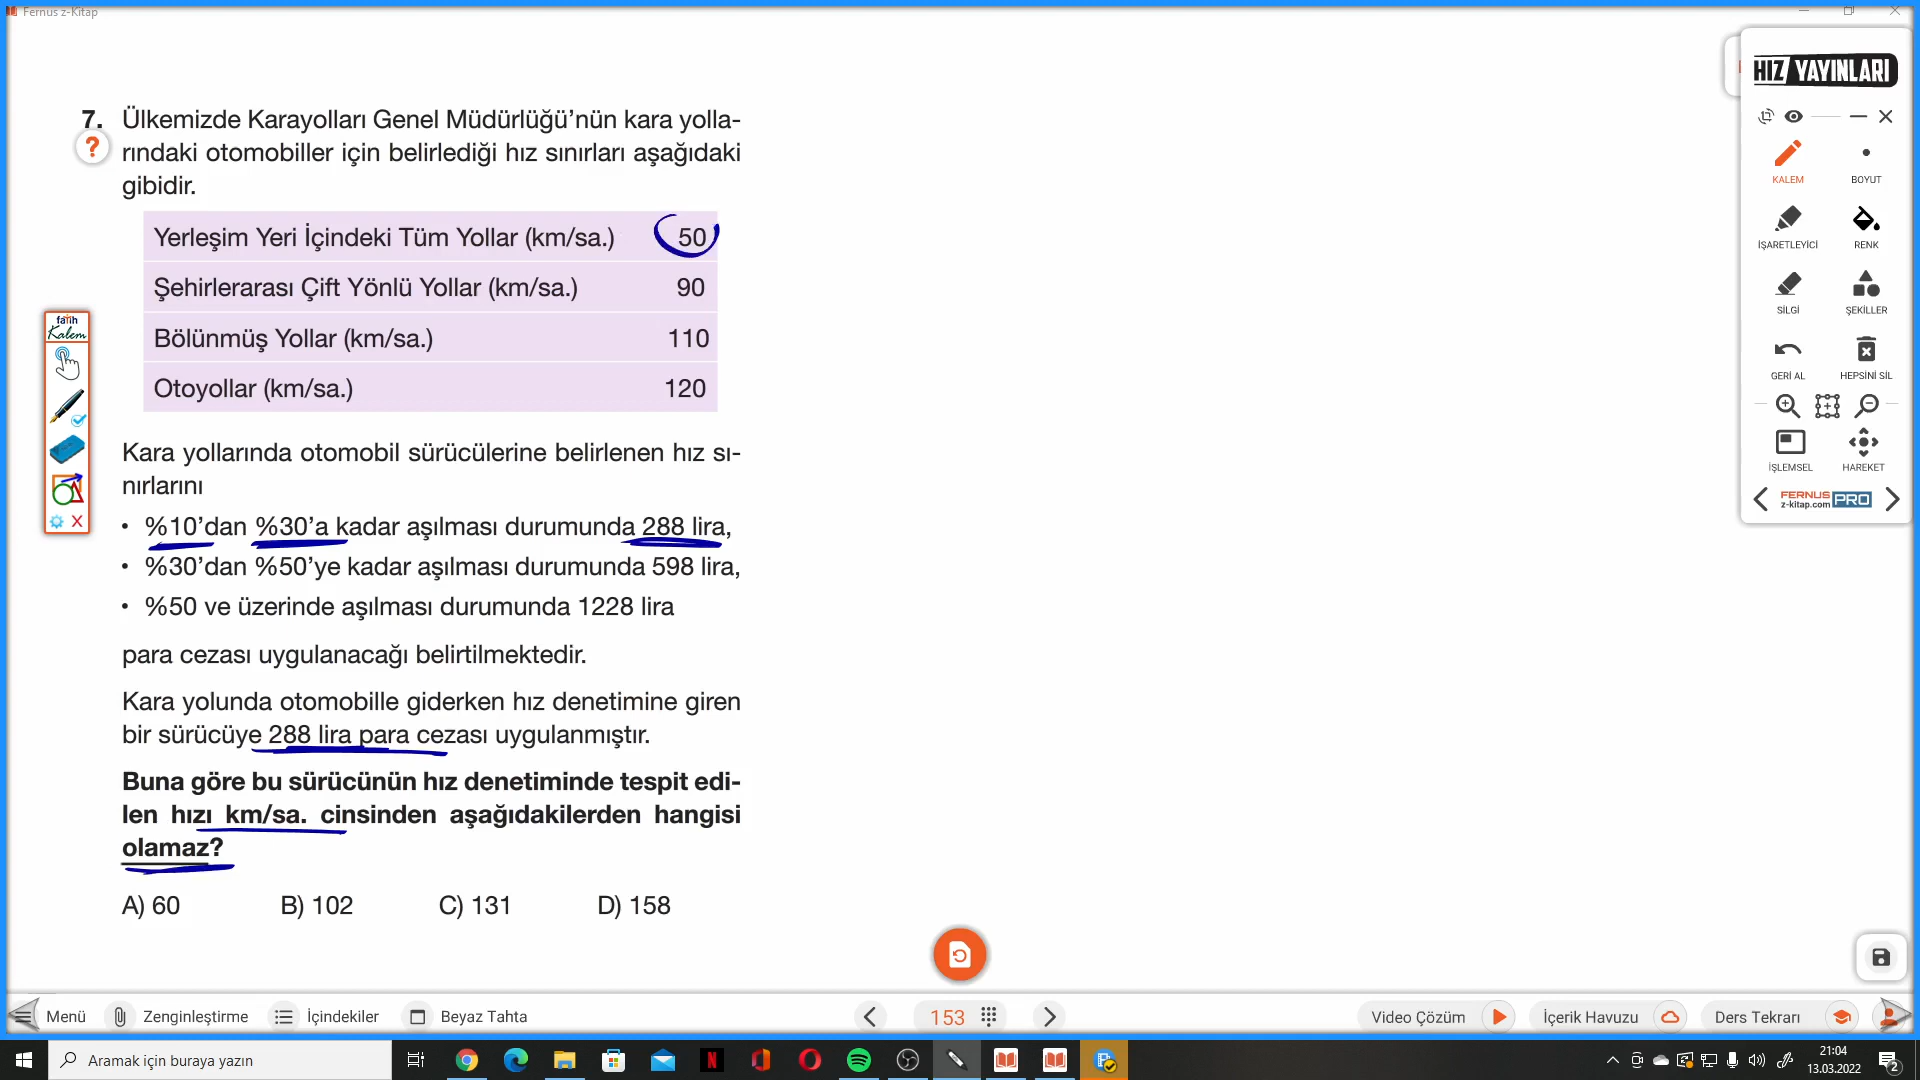 Fernus z-Kitap
7. Ülkemizde Karayolları Genel Müdürlüğü'nün kara yolla-
rındaki otomobiller için belirlediği hız sınırları aşağıdaki
gibidir.
Yerleşim Yeri İçindeki Tüm Yollar (km/sa.) 50
Şehirlerarası Çift Yönlü Yollar (km/sa.) 90
Bölünmüş Yollar (km/sa.) 110
Otoyollar (km/sa.) 120
Kara yollarında otomobil sürücülerine belirlenen hız sı-
nırlarını
• %10'dan %30'a kadar aşılması durumunda 288 lira,
• %30'dan %50'ye kadar aşılması durumunda 598 lira,
• %50 ve üzerinde aşılması durumunda 1228 lira
para cezası uygulanacağı belirtilmektedir.
Kara yolunda otomobille giderken hız denetimine giren
bir sürücüye 288 lira para cezası uygulanmıştır.
Buna göre bu sürücünün hız denetiminde tespit edi-
len hızı km/sa. cinsinden aşağıdakilerden hangisi
olamaz?
A) 60 B) 102 C) 131 D) 158
fatih
Kalem
HIZ YAYINLARI
KALEM BOYUT
İŞARETLEYİCİ RENK
SİLGİ ŞEKİLLER
GERİ AL HEPSİNİ SİL
İŞLEMSEL HAREKET
FERNUS PRO
z-kitap.com
Menü Zenginleştirme İçindekiler Beyaz Tahta 153 Video Çözüm İçerik Havuzu Ders Tekrarı
Aramak için buraya yazın
21:04
13.03.2022
2